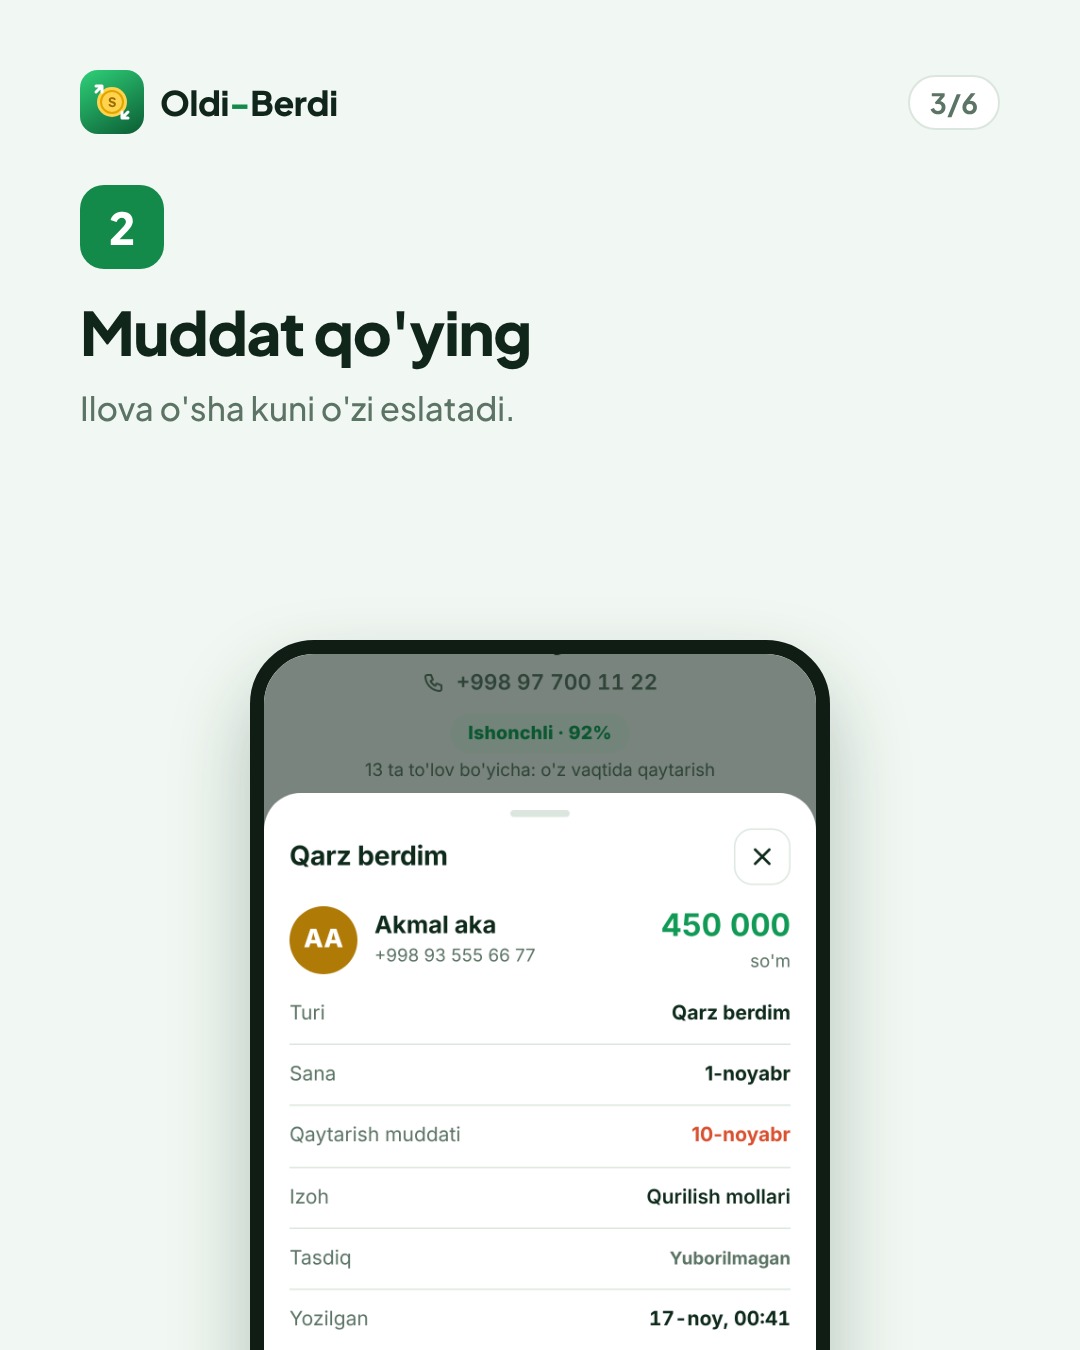 Oldi-Berdi
3/6
2
Muddat qo'ying
Ilova o'sha kuni o'zi eslatadi.
+998 97 700 11 22
Ishonchli · 92%
13 ta to'lov bo'yicha: o'z vaqtida qaytarish
Qarz berdim
AA
Akmal aka
450 000
+998 93 555 66 77
so'm
Turi
Qarz berdim
Sana
1-noyabr
Qaytarish muddati
10-noyabr
Izoh
Qurilish mollari
Tasdiq
Yuborilmagan
Yozilgan
17-noy, 00:41